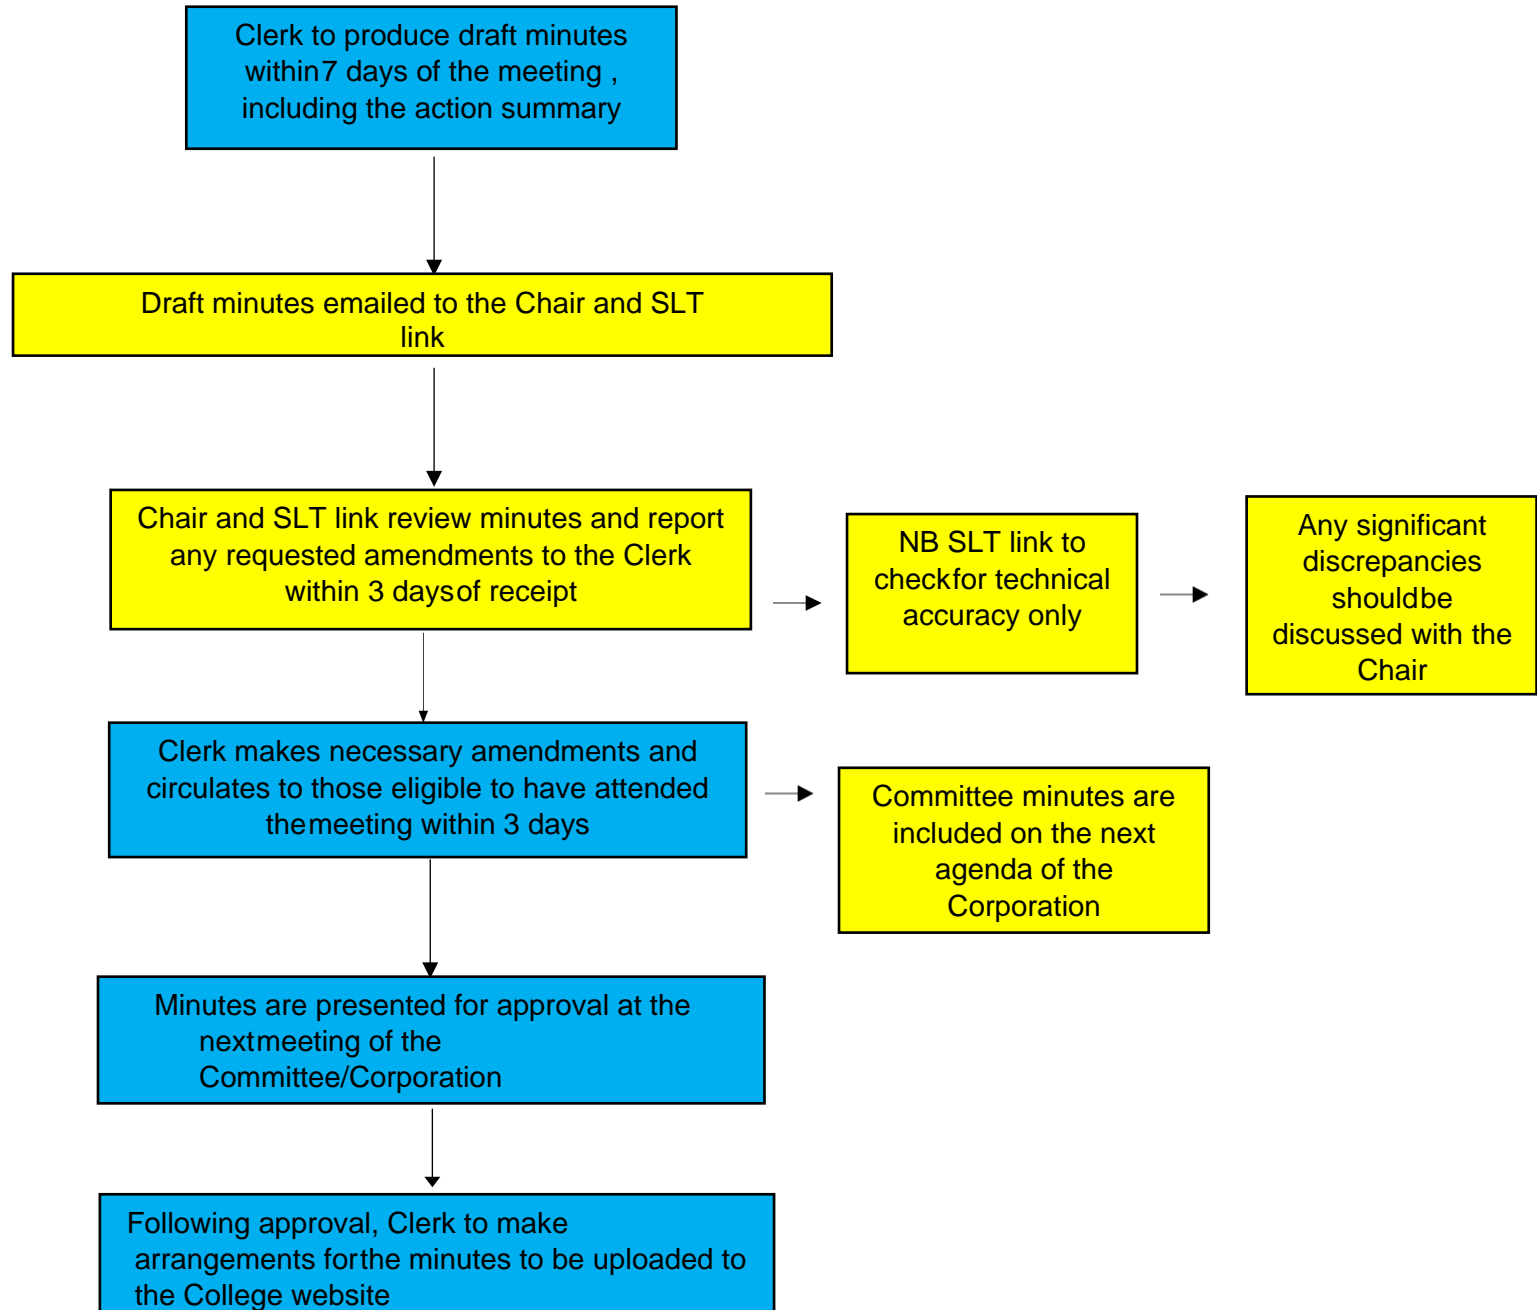 Clerk to produce draft minutes
within7 days of the meeting ,
including the action summary
Draft minutes emailed to the Chair and SLT
link
Chair and SLT link review minutes and report
any requested amendments to the Clerk
within 3 daysof receipt
NB SLT link to
checkfor technical
accuracy only
Any significant
discrepancies
shouldbe
discussed with the
Chair
Clerk makes necessary amendments and
circulates to those eligible to have attended
themeeting within 3 days
Committee minutes are
included on the next
agenda of the
Corporation
Minutes are presented for approval at the
nextmeeting of the
Committee/Corporation
Following approval, Clerk to make
arrangements forthe minutes to be uploaded to
the College website